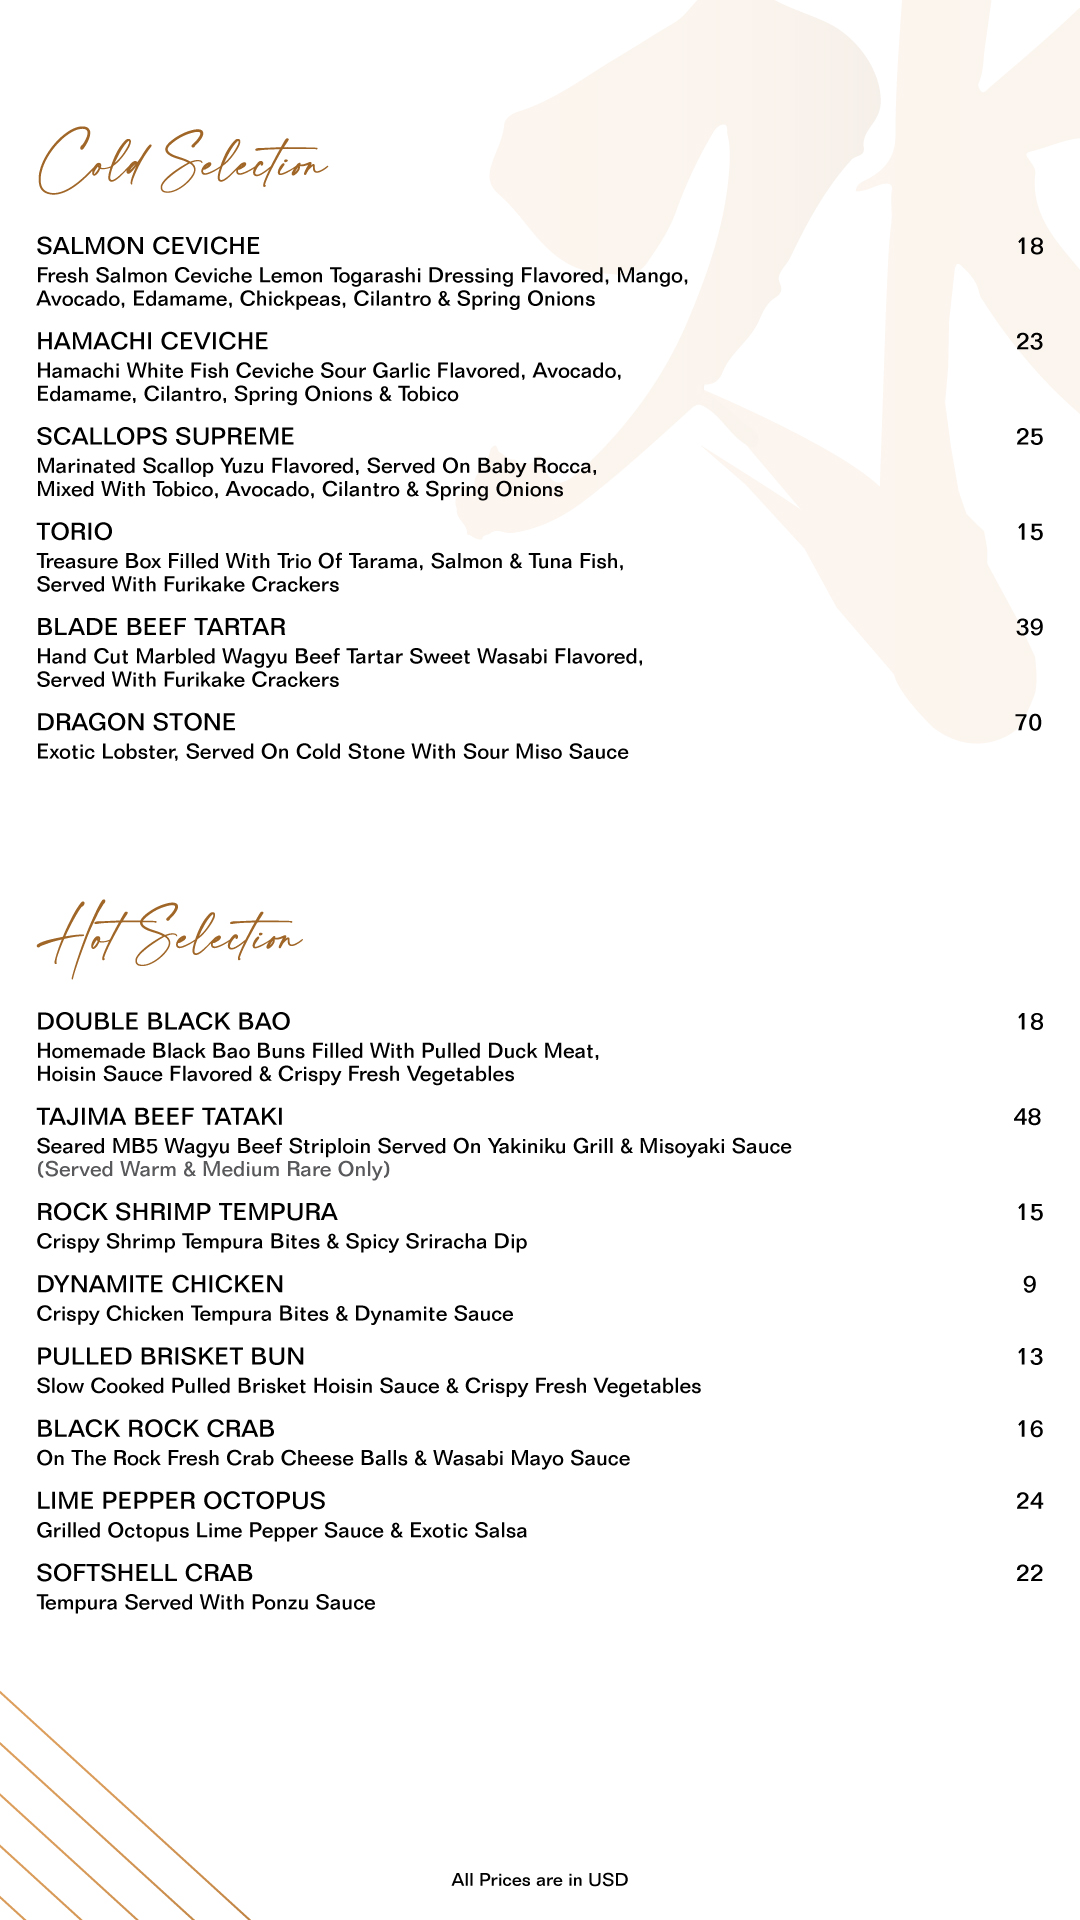 Cold Selection
SALMON CEVICHE 18
Fresh Salmon Ceviche Lemon Togarashi Dressing Flavored, Mango,
Avocado, Edamame, Chickpeas, Cilantro & Spring Onions
HAMACHI CEVICHE 23
Hamachi White Fish Ceviche Sour Garlic Flavored, Avocado,
Edamame, Cilantro, Spring Onions & Tobico
SCALLOPS SUPREME 25
Marinated Scallop Yuzu Flavored, Served On Baby Rocca,
Mixed With Tobico, Avocado, Cilantro & Spring Onions
TORIO 15
Treasure Box Filled With Trio Of Tarama, Salmon & Tuna Fish,
Served With Furikake Crackers
BLADE BEEF TARTAR 39
Hand Cut Marbled Wagyu Beef Tartar Sweet Wasabi Flavored,
Served With Furikake Crackers
DRAGON STONE 70
Exotic Lobster, Served On Cold Stone With Sour Miso Sauce
Hot Selection
DOUBLE BLACK BAO 18
Homemade Black Bao Buns Filled With Pulled Duck Meat,
Hoisin Sauce Flavored & Crispy Fresh Vegetables
TAJIMA BEEF TATAKI 48
Seared MB5 Wagyu Beef Striploin Served On Yakiniku Grill & Misoyaki Sauce
(Served Warm & Medium Rare Only)
ROCK SHRIMP TEMPURA 15
Crispy Shrimp Tempura Bites & Spicy Sriracha Dip
DYNAMITE CHICKEN 9
Crispy Chicken Tempura Bites & Dynamite Sauce
PULLED BRISKET BUN 13
Slow Cooked Pulled Brisket Hoisin Sauce & Crispy Fresh Vegetables
BLACK ROCK CRAB 16
On The Rock Fresh Crab Cheese Balls & Wasabi Mayo Sauce
LIME PEPPER OCTOPUS 24
Grilled Octopus Lime Pepper Sauce & Exotic Salsa
SOFTSHELL CRAB 22
Tempura Served With Ponzu Sauce
All Prices are in USD